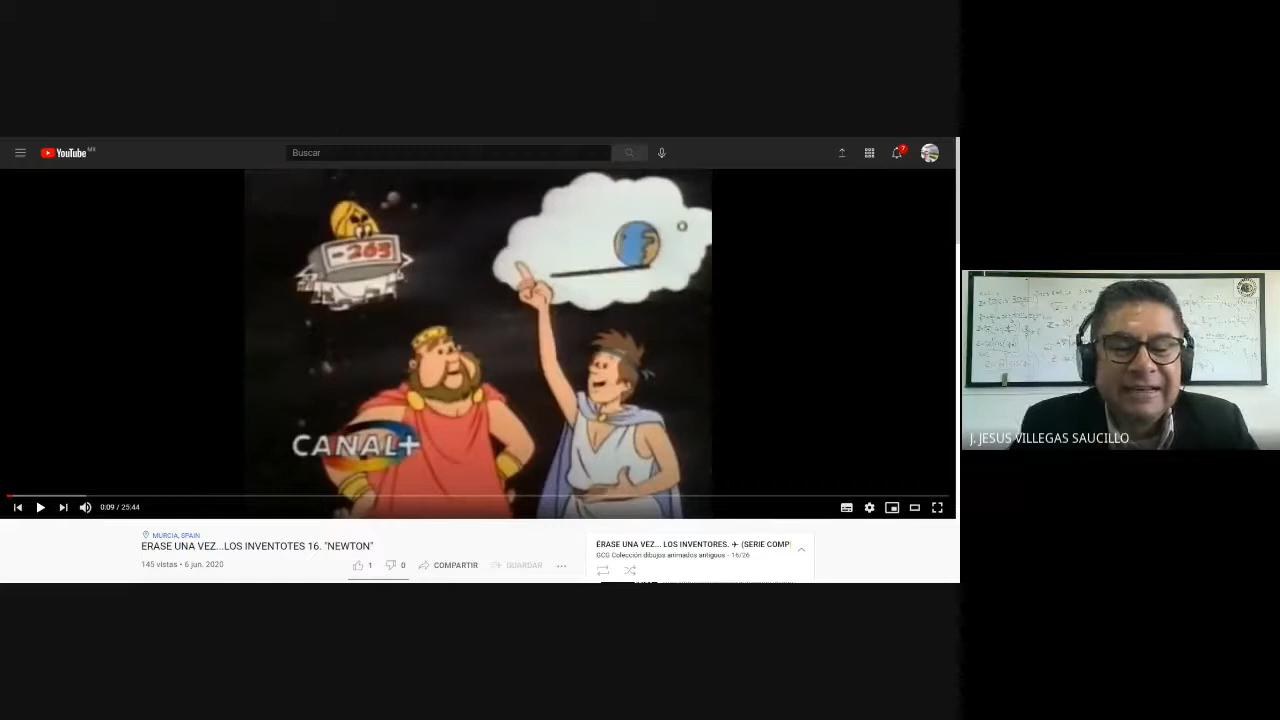 YouTube MX
Buscar
7
-263
CANAL+
0:09 / 25:44
MURCIA, SPAIN
ERASE UNA VEZ...LOS INVENTOTES 16. "NEWTON"
145 vistas • 6 jun. 2020
1
0
COMPARTIR
GUARDAR
ÉRASE UNA VEZ... LOS INVENTORES. ✈ (SERIE COMP
GCG Colección dibujos animados antiguos - 16/26
J. JESUS VILLEGAS SAUCILLO